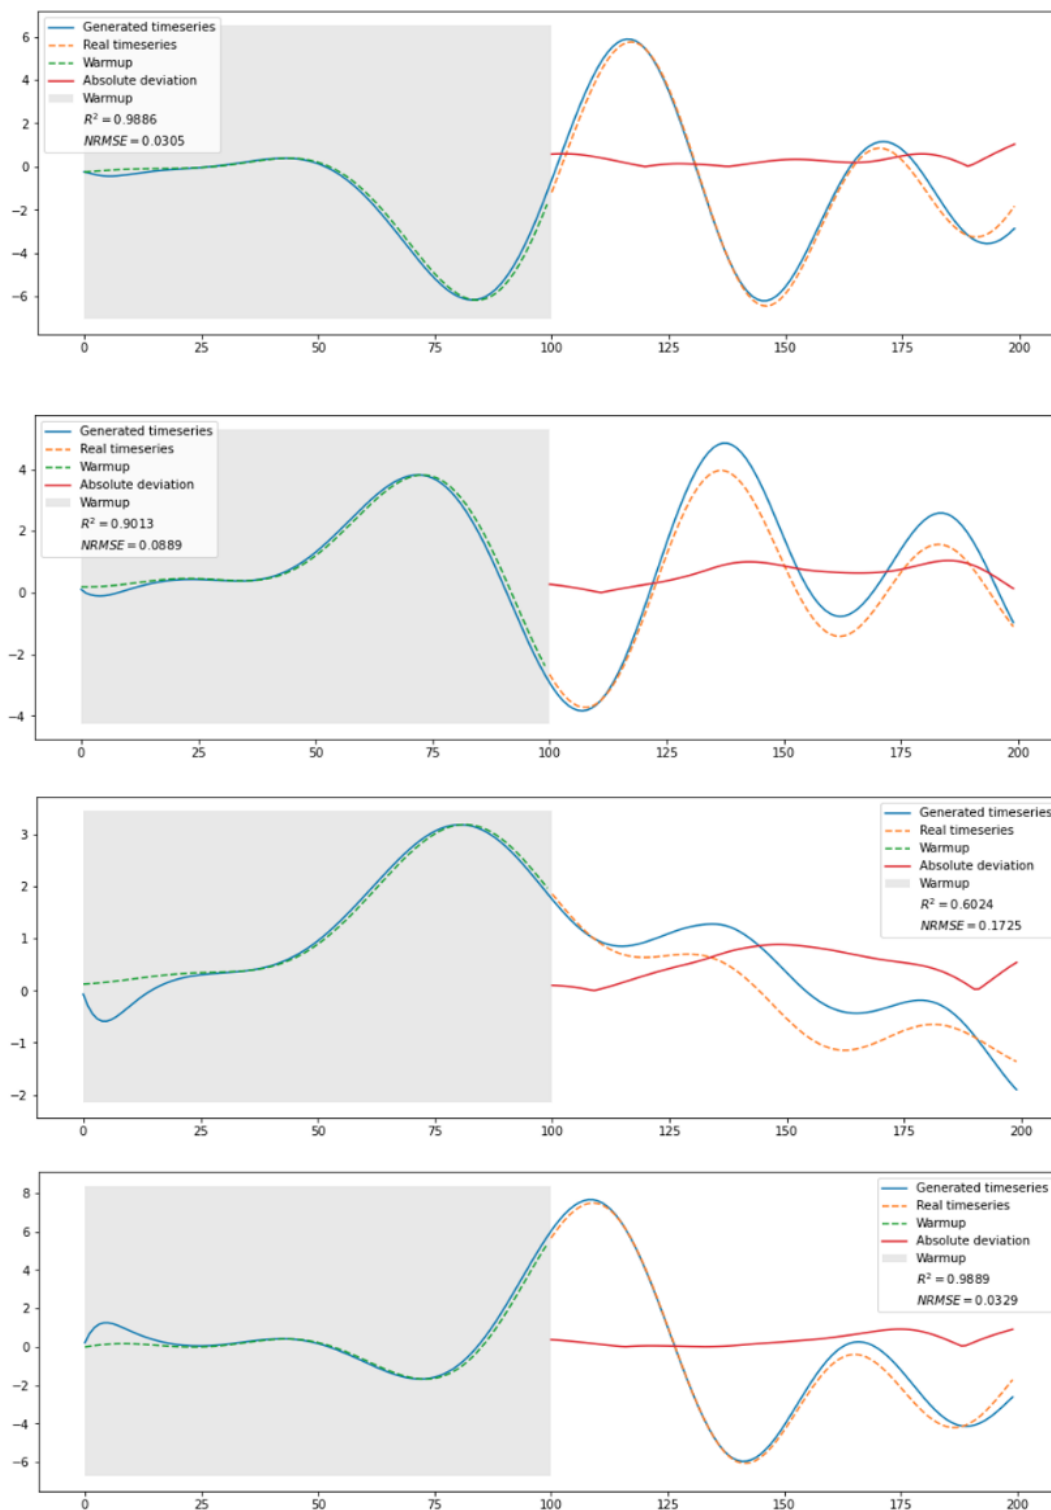 Generated timeseries
Real timeseries
Warmup
Absolute deviation
Warmup
R² = 0.9886
NRMSE = 0.0305
6
4
2
0
−2
−4
−6
0 25 50 75 100 125 150 175 200
Generated timeseries
Real timeseries
Warmup
Absolute deviation
Warmup
R² = 0.9013
NRMSE = 0.0889
4
2
0
−2
−4
0 25 50 75 100 125 150 175 200
Generated timeseries
Real timeseries
Warmup
Absolute deviation
Warmup
R² = 0.6024
NRMSE = 0.1725
3
2
1
0
−1
−2
0 25 50 75 100 125 150 175 200
Generated timeseries
Real timeseries
Warmup
Absolute deviation
Warmup
R² = 0.9889
NRMSE = 0.0329
8
6
4
2
0
−2
−4
−6
0 25 50 75 100 125 150 175 200